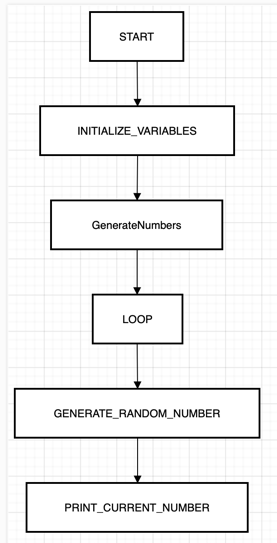 START
INITIALIZE_VARIABLES
GenerateNumbers
LOOP
GENERATE_RANDOM_NUMBER
PRINT_CURRENT_NUMBER